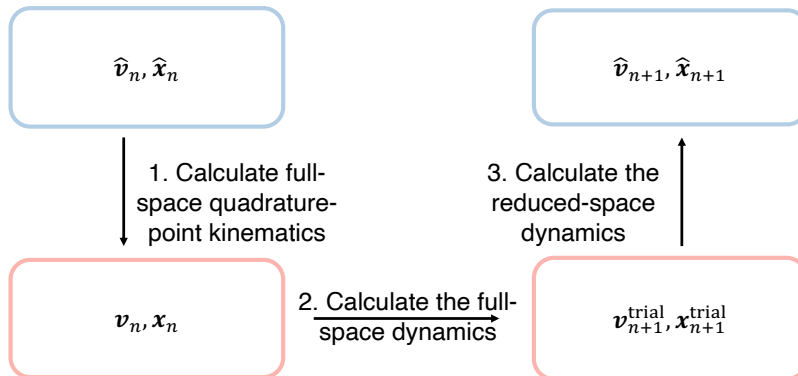 𝒗̂ₙ, 𝒙̂ₙ
𝒗̂ₙ₊₁, 𝒙̂ₙ₊₁
1. Calculate full-
space quadrature-
point kinematics
3. Calculate the
reduced-space
dynamics
𝒗ₙ, 𝒙ₙ
2. Calculate the full-
space dynamics
𝒗ₙ₊₁ᵗʳⁱᵃˡ, 𝒙ₙ₊₁ᵗʳⁱᵃˡ